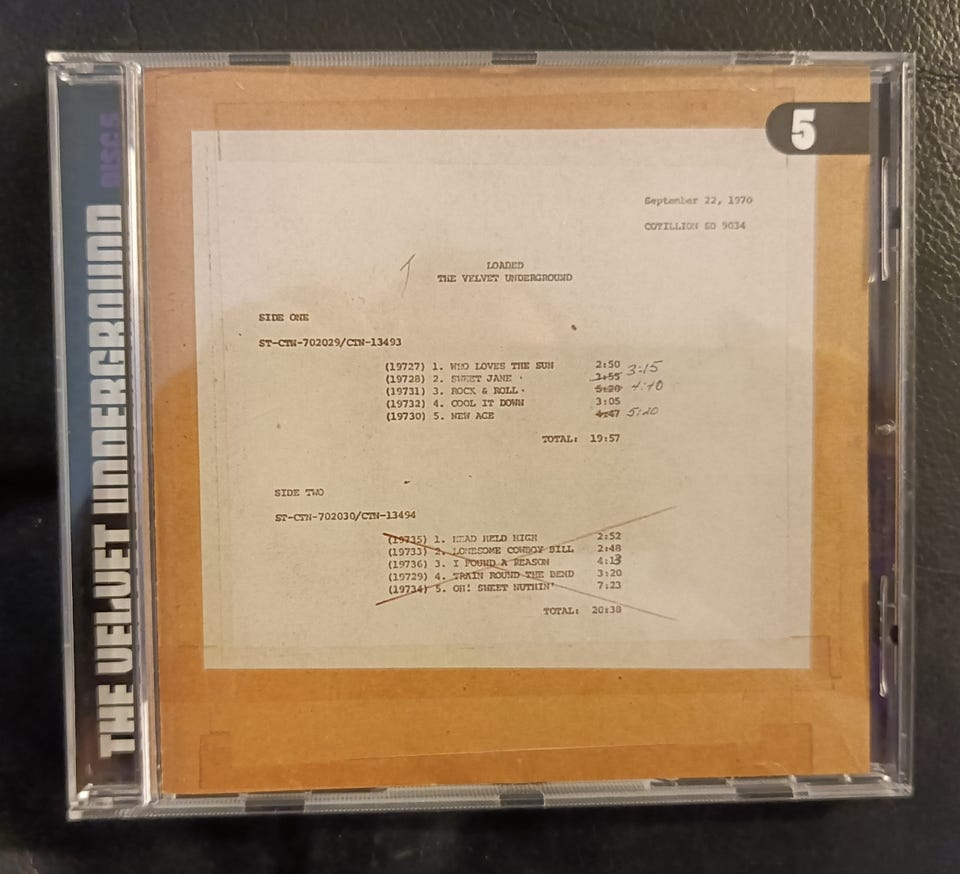 THE VELVET UNDERGROUND DISC 5
5
September 22, 1970
COTILLION SD 9034
LOADED
THE VELVET UNDERGROUND
SIDE ONE
ST-CTN-702029/CTN-13493
(19727) 1. WHO LOVES THE SUN 2:50
(19728) 2. SWEET JANE 3:55 3:15
(19731) 3. ROCK & ROLL 5:20 4:40
(19732) 4. COOL IT DOWN 3:05
(19730) 5. NEW AGE 4:47 5:20
TOTAL: 19:57
SIDE TWO
ST-CTN-702030/CTN-13494
(19735) 1. HEAD HELD HIGH 2:52
(19733) 2. LONESOME COWBOY BILL 2:48
(19736) 3. I FOUND A REASON 4:13
(19729) 4. TRAIN ROUND THE BEND 3:20
(19734) 5. OH! SWEET NUTHIN' 7:23
TOTAL: 20:38